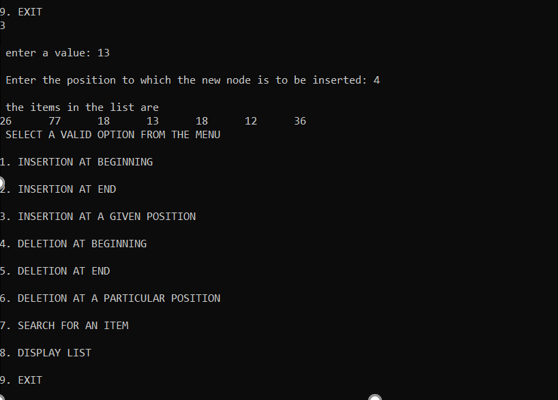 9. EXIT
3
enter a value: 13
Enter the position to which the new node is to be inserted: 4
the items in the list are
26 77 18 13 18 12 36
SELECT A VALID OPTION FROM THE MENU
1. INSERTION AT BEGINNING
2. INSERTION AT END
3. INSERTION AT A GIVEN POSITION
4. DELETION AT BEGINNING
5. DELETION AT END
6. DELETION AT A PARTICULAR POSITION
7. SEARCH FOR AN ITEM
8. DISPLAY LIST
9. EXIT